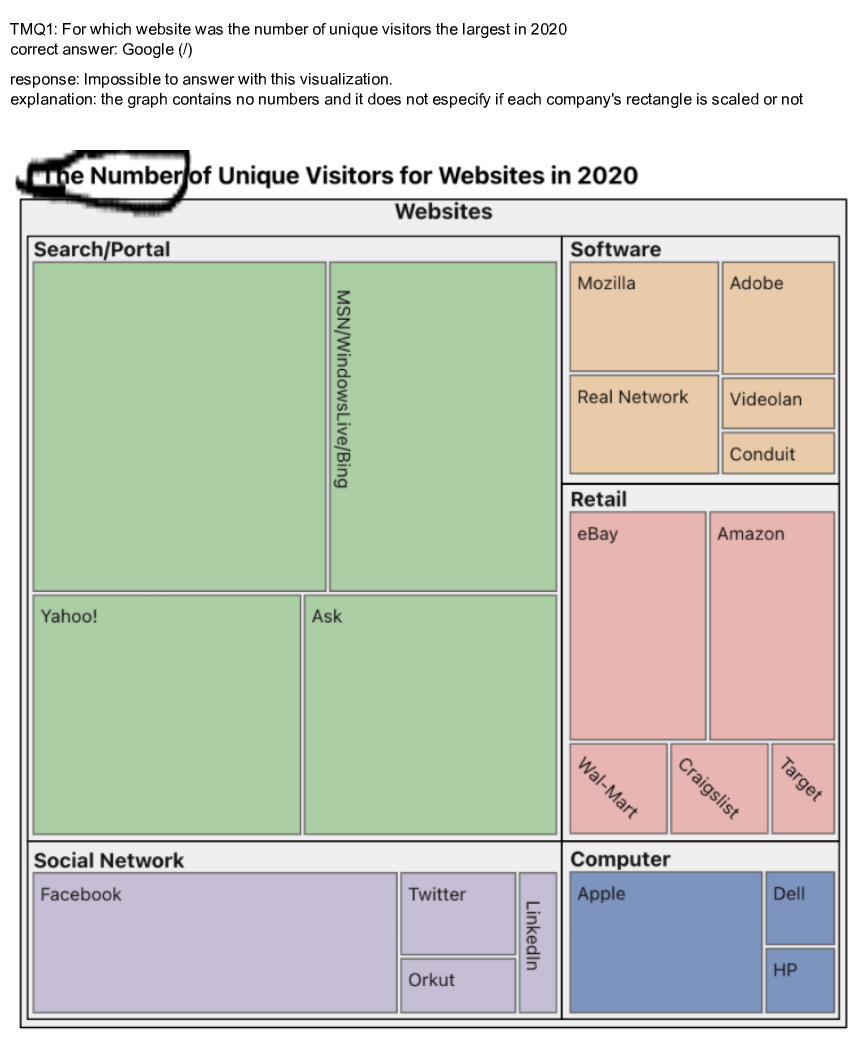 TMQ1: For which website was the number of unique visitors the largest in 2020
correct answer: Google (/)
response: Impossible to answer with this visualization.
explanation: the graph contains no numbers and it does not especify if each company's rectangle is scaled or not
The Number of Unique Visitors for Websites in 2020
Websites
Search/Portal
MSN/WindowsLive/Bing
Yahoo!
Ask
Software
Mozilla
Adobe
Real Network
Videolan
Conduit
Retail
eBay
Amazon
Wal-Mart
Craigslist
Target
Social Network
Facebook
Twitter
Orkut
LinkedIn
Computer
Apple
Dell
HP